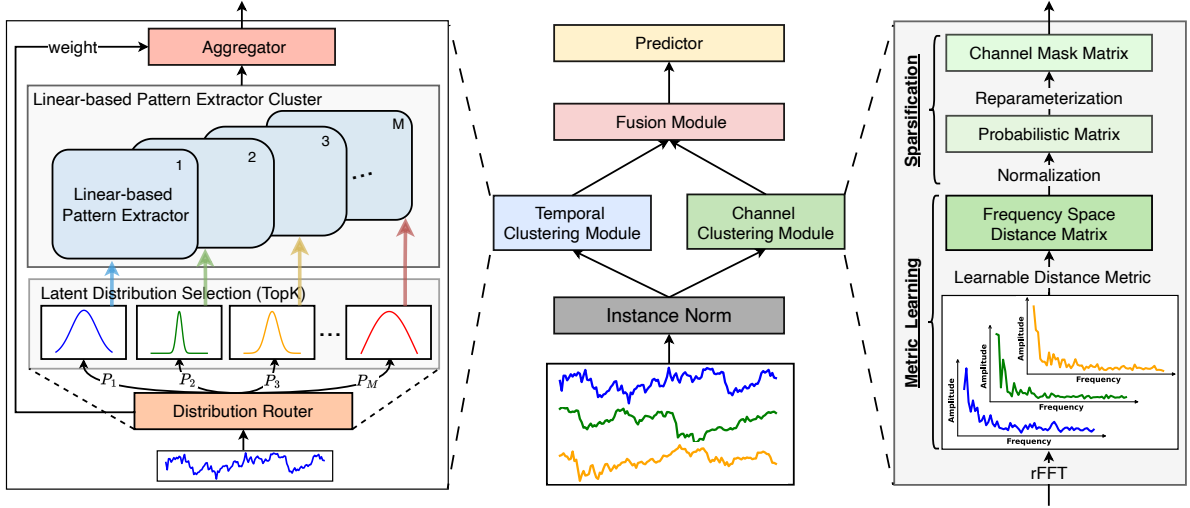 weight
Aggregator
Linear-based Pattern Extractor Cluster
M
3
2
1
...
Linear-based
Pattern Extractor
Latent Distribution Selection (TopK)
...
P1
P2
P3
PM
Distribution Router
Predictor
Fusion Module
Temporal
Clustering Module
Channel
Clustering Module
Instance Norm
Sparsification
Channel Mask Matrix
Reparameterization
Probabilistic Matrix
Normalization
Metric Learning
Frequency Space
Distance Matrix
Learnable Distance Metric
Amplitude
Frequency
Amplitude
Frequency
Amplitude
Frequency
rFFT